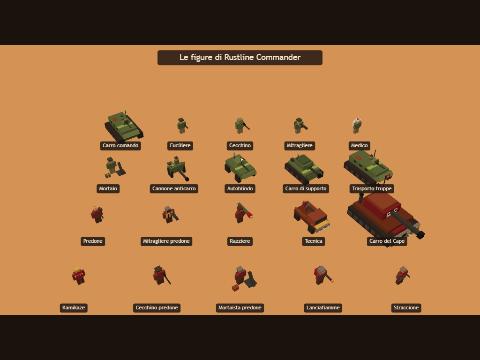 Le figure di Rustline Commander
Carro comando
Fuciliere
Cecchino
Mitragliere
Medico
Mortaio
Cannone anticarro
Autoblindo
Carro di supporto
Trasporto truppe
Predone
Mitragliere predone
Razziere
Tecnica
Carro del Capo
Kamikaze
Cecchino predone
Mortaista predone
Lanciafiamme
Straccione